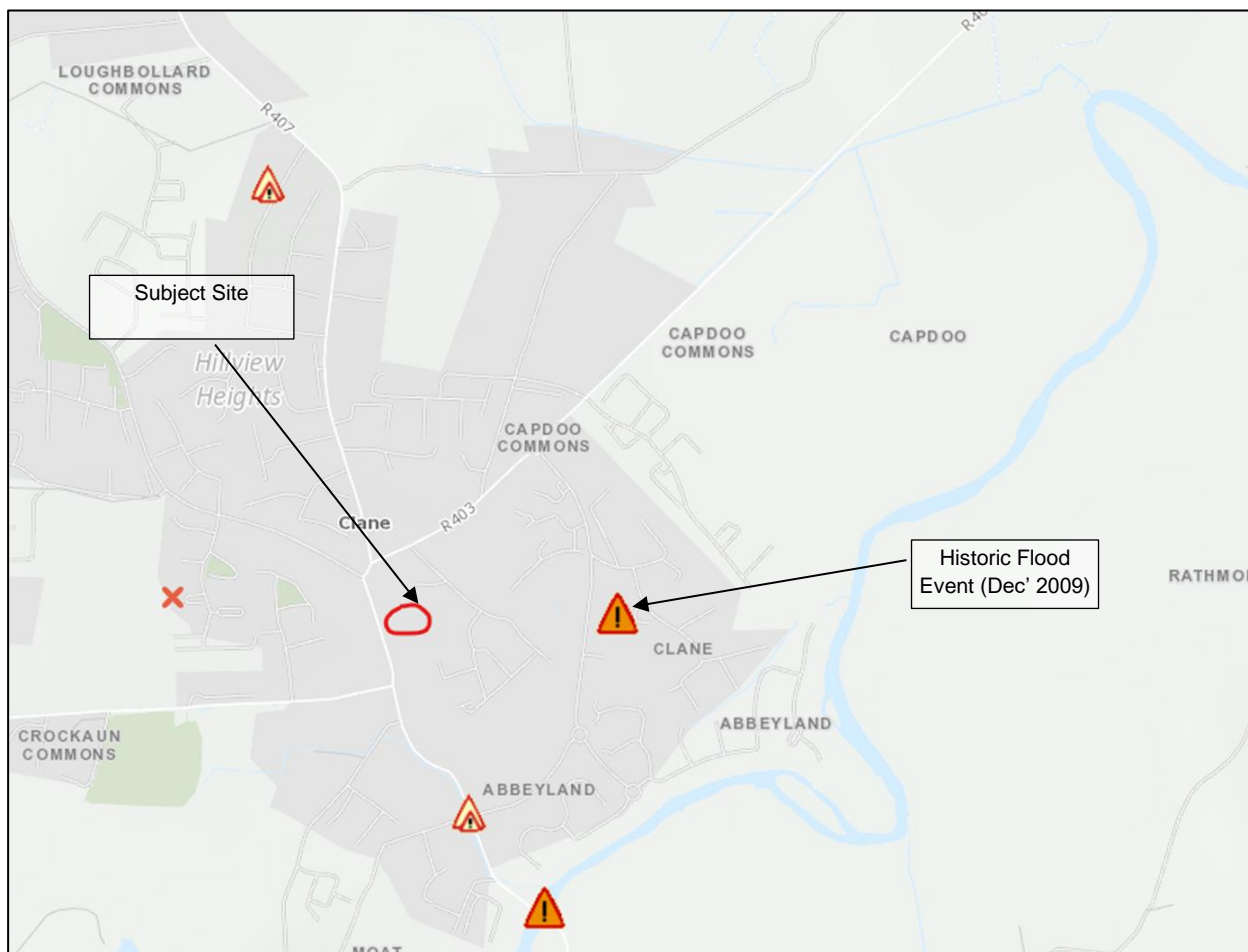 R40
LOUGHBOLLARD
COMMONS
R407
Subject Site
Hillview
Heights
CAPDOO
COMMONS
CAPDOO
CAPDOO
COMMONS
R403
Clane
Historic Flood
Event (Dec' 2009)
RATHMO
CLANE
ABBEYLAND
CROCKAUN
COMMONS
ABBEYLAND
MOAT